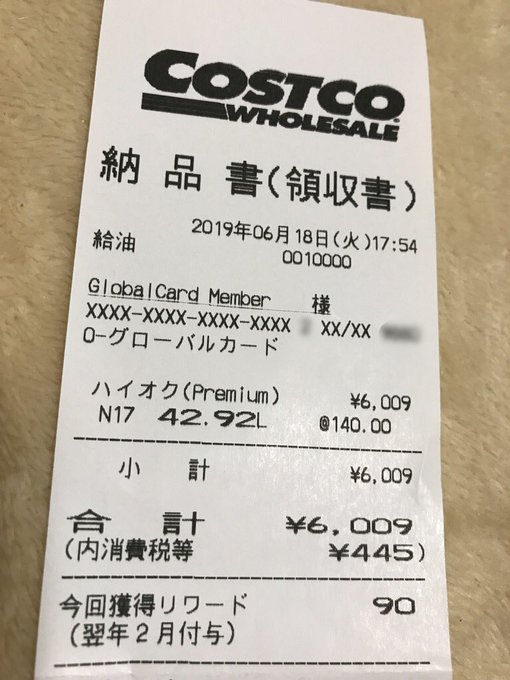 COSTCO
WHOLESALE
納品書(領収書)
2019年06月18日(火)17:54
給油 0010000
GlobalCard Member 様
XXXX-XXXX-XXXX-XXXX XX/XX
O-グローバルカード
ハイオク(Premium) ¥6,009
N17 42.92L @140.00
小計 ¥6,009
合計 ¥6,009
(内消費税等 ¥445)
今回獲得リワード 90
(翌年2月付与)